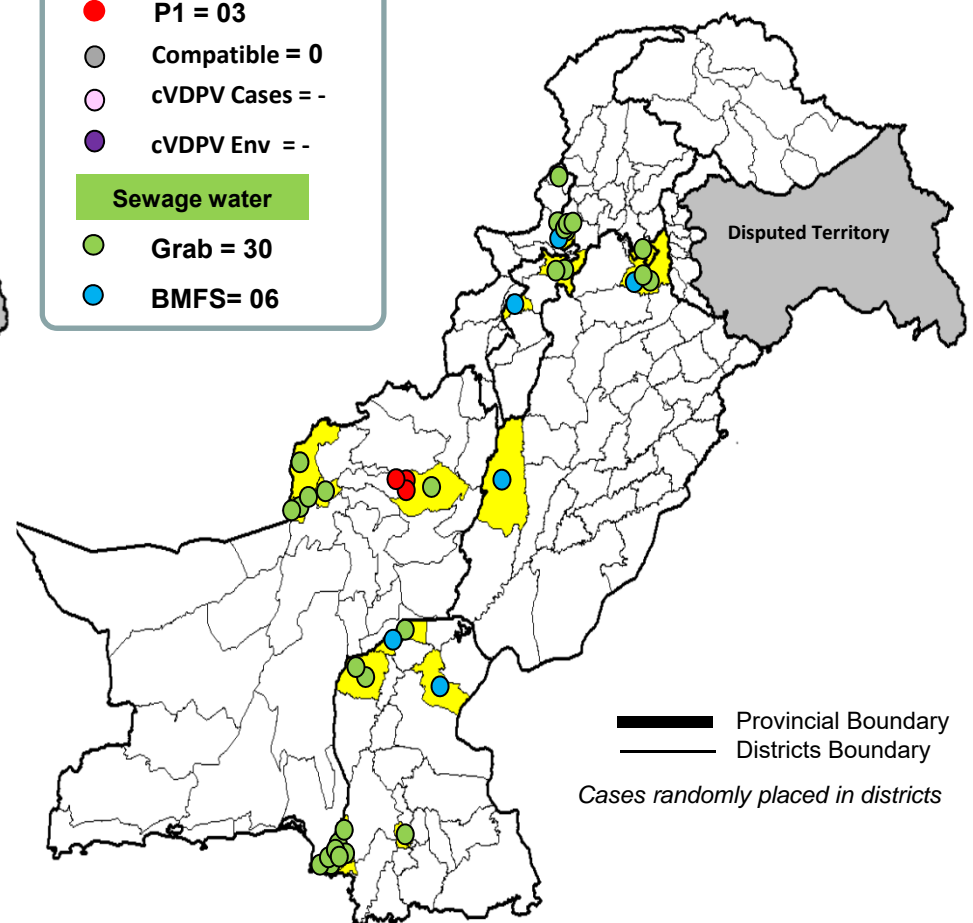 P1 = 03
Compatible = 0
cVDPV Cases = -
cVDPV Env = -
Sewage water
Grab = 30
BMFS= 06
Disputed Territory
Provincial Boundary
Districts Boundary
Cases randomly placed in districts